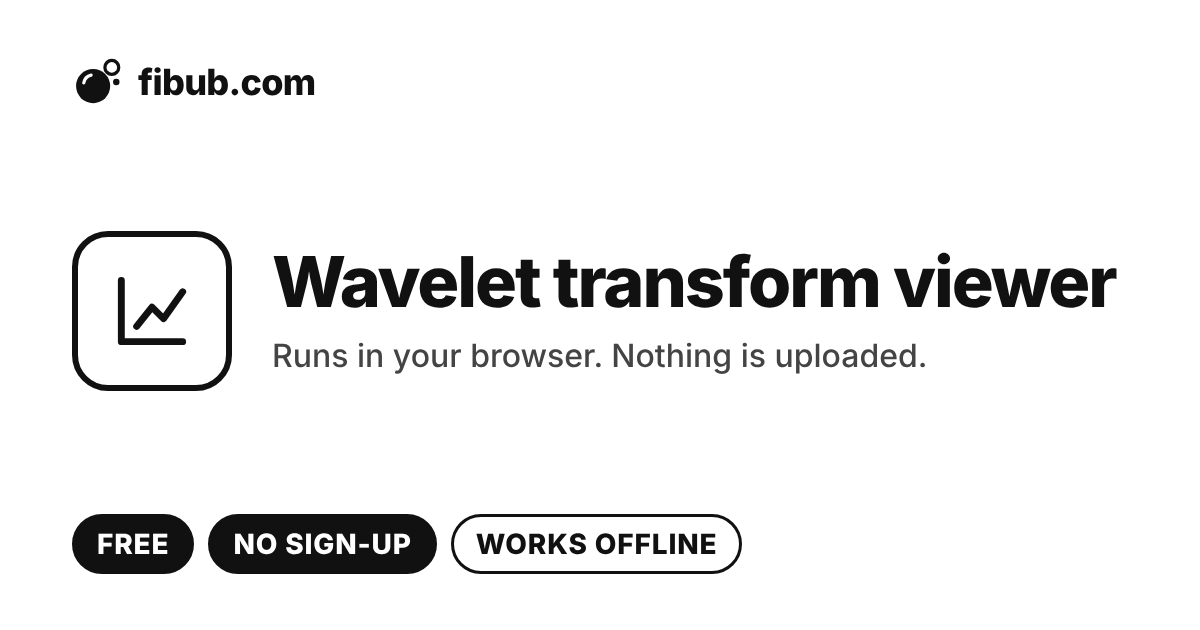 fibub.com
Wavelet transform viewer
Runs in your browser. Nothing is uploaded.
FREE
NO SIGN-UP
WORKS OFFLINE